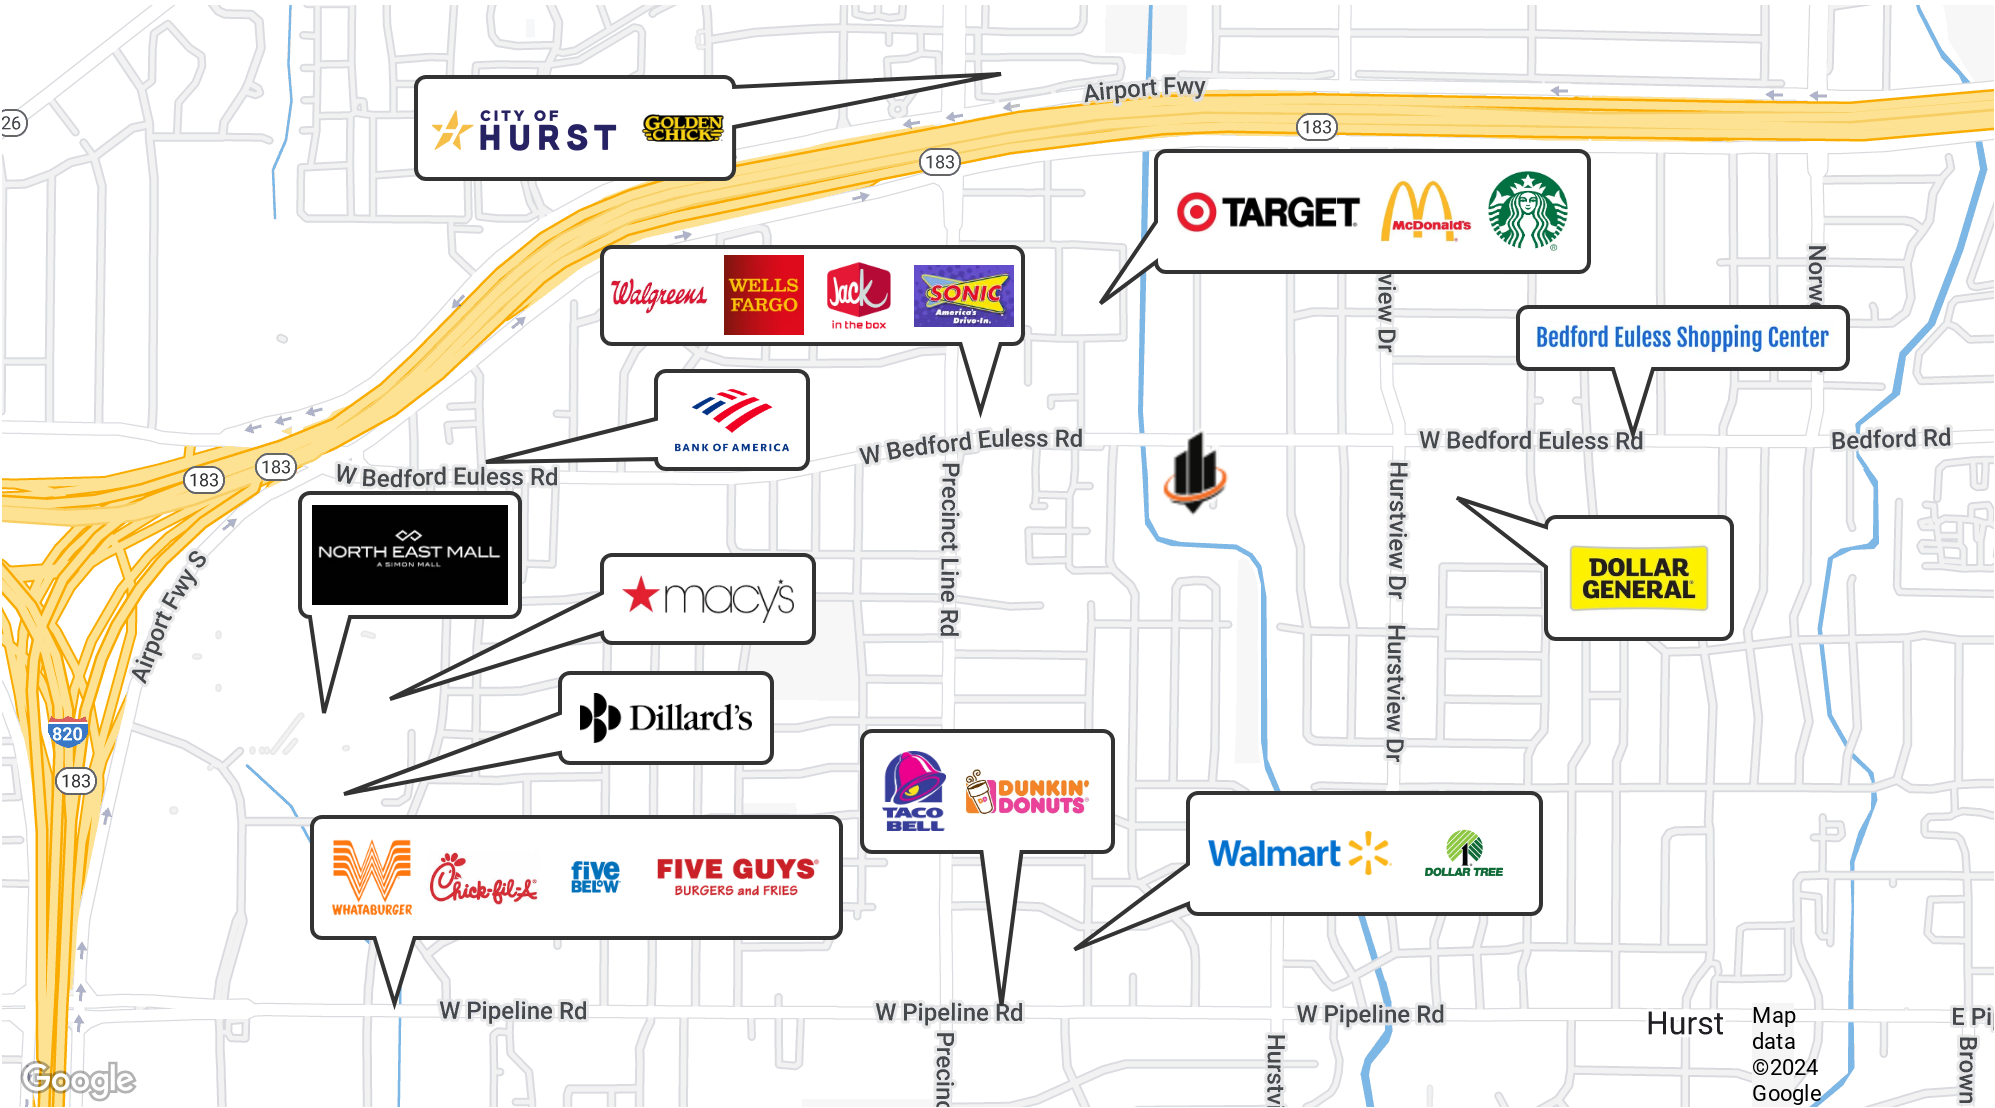 Airport Fwy
26
183
183
CITY OF
HURST
GOLDEN
CHICK
TARGET
McDonald's
Walgreens
WELLS
FARGO
Jack
in the box
SONIC
America's
Drive-In.
view Dr
Norw
Bedford Euless Shopping Center
BANK OF AMERICA
W Bedford Euless Rd
W Bedford Euless Rd
W Bedford Euless Rd
Bedford Rd
183
183
NORTH EAST MALL
A SIMON MALL
Airport Fwy S
Precinct Line Rd
Hurstview Dr
Hurstview Dr
DOLLAR
GENERAL
macy's
Dillard's
820
183
TACO
BELL
DUNKIN'
DONUTS
DD
Walmart
1
DOLLAR TREE
WHATABURGER
Chick-fil-A
five
BELOW
FIVE GUYS
BURGERS and FRIES
W Pipeline Rd
W Pipeline Rd
W Pipeline Rd
E Pi
Hurst
Map
data
©2024
Google
Precinc
Hurstvi
Brown
Google